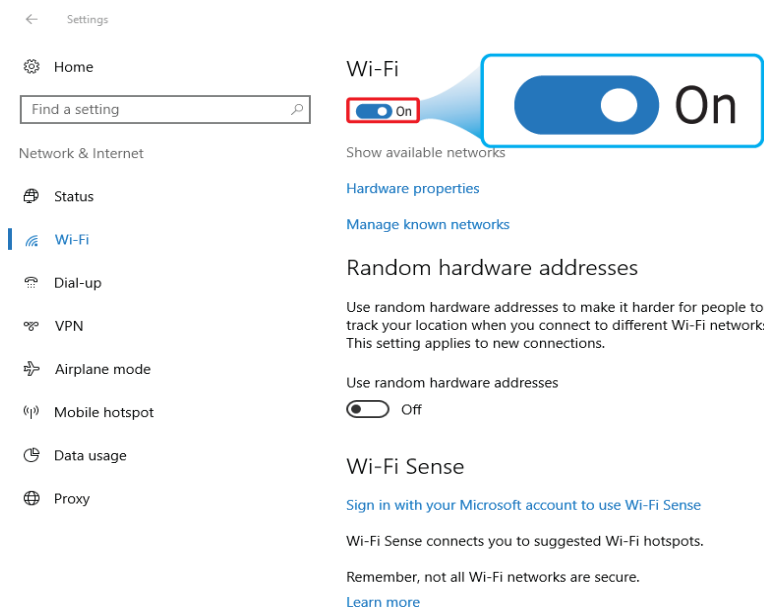 Settings
Home
Find a setting
Network & Internet
Status
Wi-Fi
Dial-up
VPN
Airplane mode
Mobile hotspot
Data usage
Proxy
Wi-Fi
On
On
Show available networks
Hardware properties
Manage known networks
Random hardware addresses
Use random hardware addresses to make it harder for people to
track your location when you connect to different Wi-Fi networks
This setting applies to new connections.
Use random hardware addresses
Off
Wi-Fi Sense
Sign in with your Microsoft account to use Wi-Fi Sense
Wi-Fi Sense connects you to suggested Wi-Fi hotspots.
Remember, not all Wi-Fi networks are secure.
Learn more